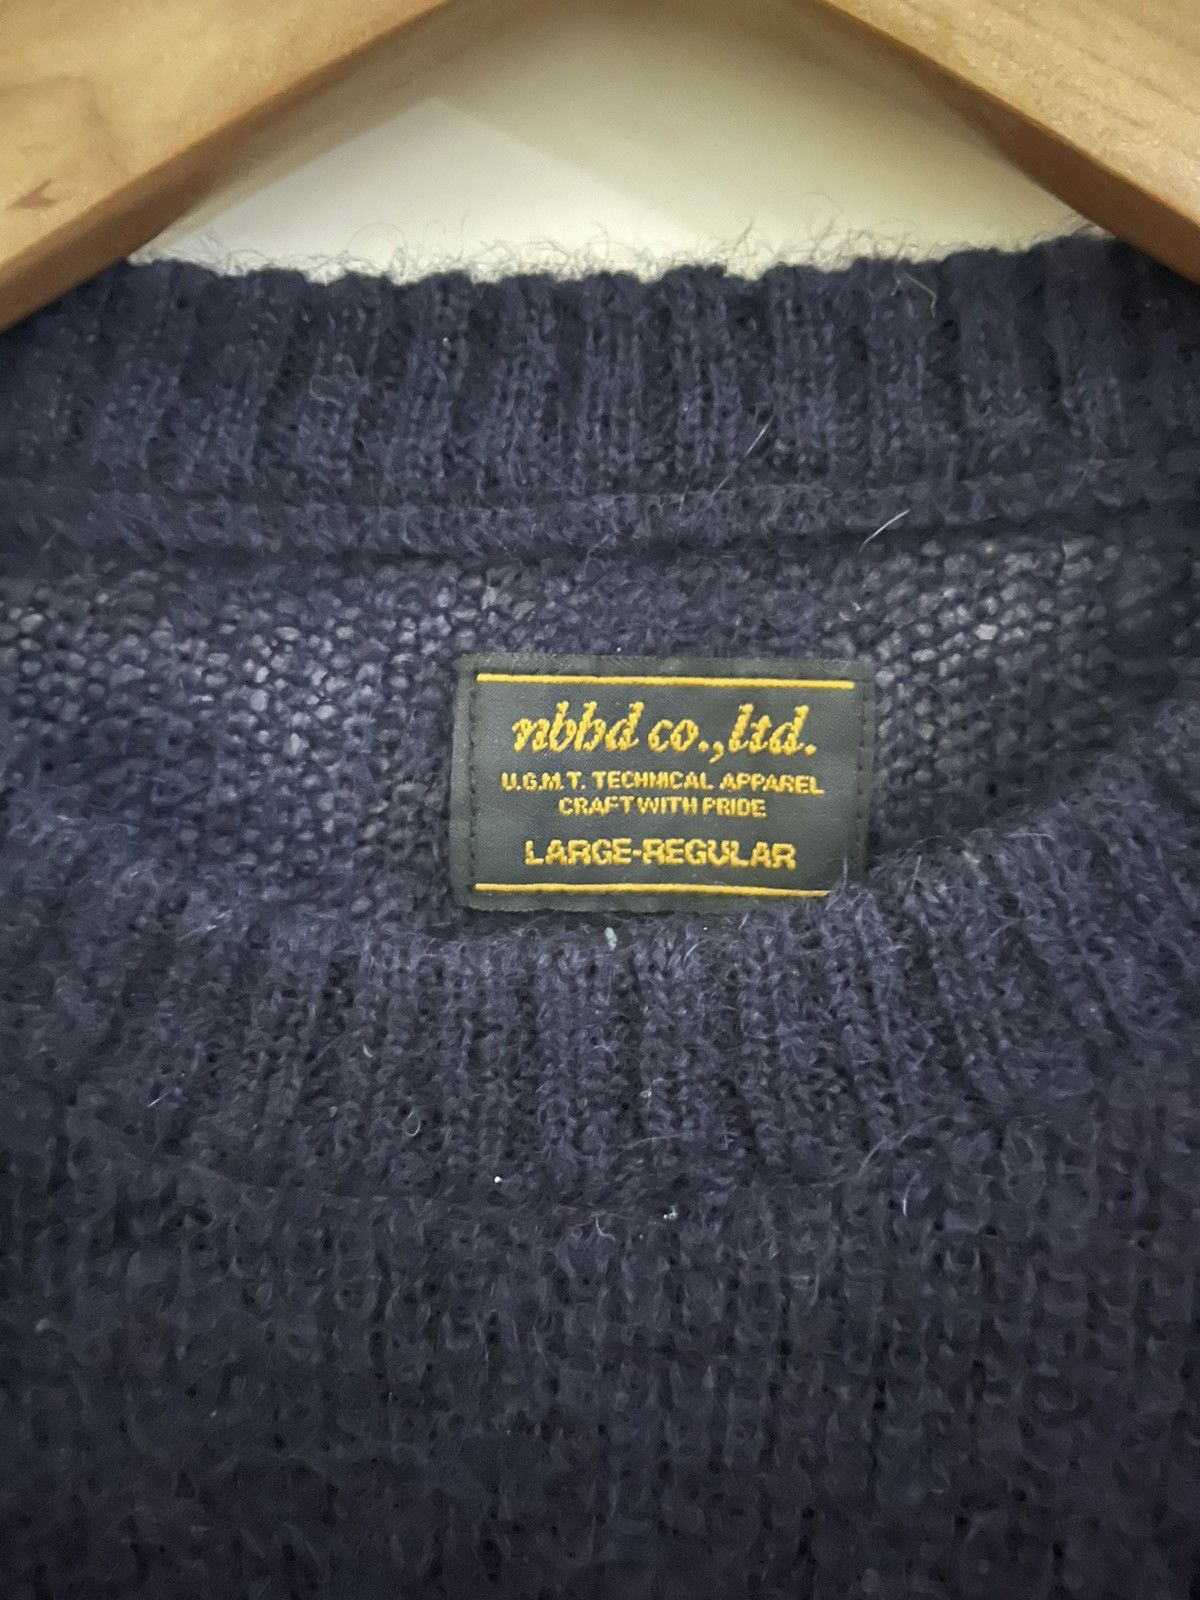 nbhd co.,ltd.
U.G.M.T. TECHNICAL APPAREL
CRAFT WITH PRIDE
LARGE-REGULAR